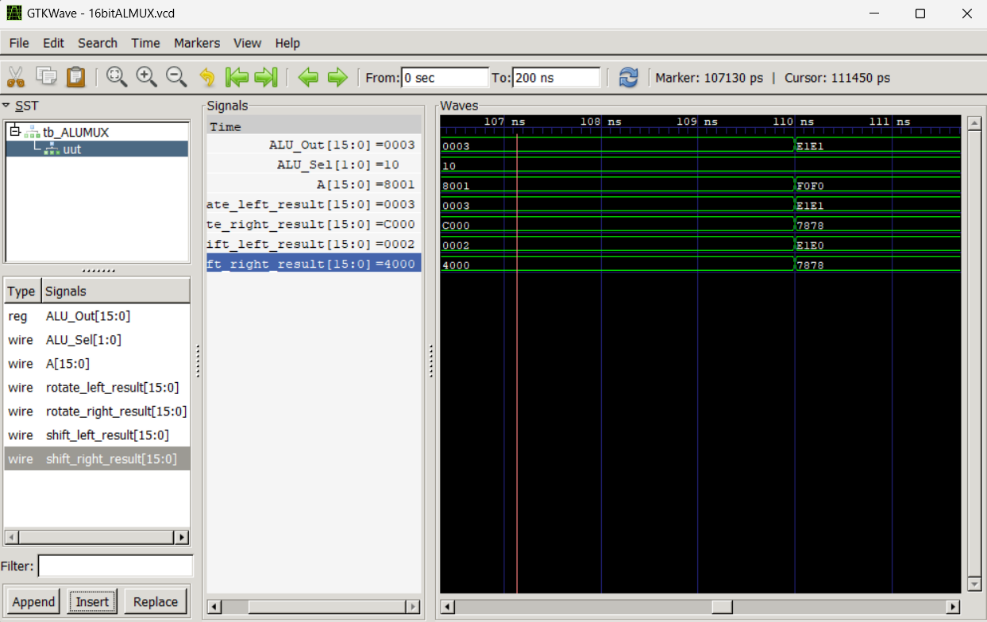 GTKWave - 16bitALMUX.vcd
File Edit Search Time Markers View Help
From: 0 sec To: 200 ns Marker: 107130 ps | Cursor: 111450 ps
SST
tb_ALUMUX
uut
Type Signals
reg ALU_Out[15:0]
wire ALU_Sel[1:0]
wire A[15:0]
wire rotate_left_result[15:0]
wire rotate_right_result[15:0]
wire shift_left_result[15:0]
wire shift_right_result[15:0]
Filter:
Append Insert Replace
Signals
Time
ALU_Out[15:0] =0003
ALU_Sel[1:0] =10
A[15:0] =8001
ate_left_result[15:0] =0003
te_right_result[15:0] =C000
ift_left_result[15:0] =0002
ft_right_result[15:0] =4000
Waves
107 ns 108 ns 109 ns 110 ns 111 ns
0003 E1E1
10
8001 F0F0
0003 E1E1
C000 7878
0002 E1E0
4000 7878